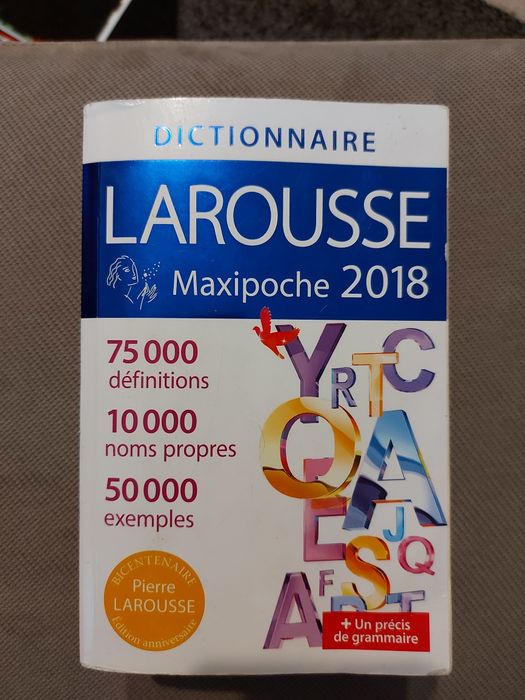 DICTIONNAIRE
LAROUSSE
Maxipoche 2018
75 000
définitions
10 000
noms propres
50 000
exemples
BICENTENAIRE
Pierre
LAROUSSE
Édition anniversaire
Y
R T C
O A
E J Q
F S
A
+ Un précis
de grammaire